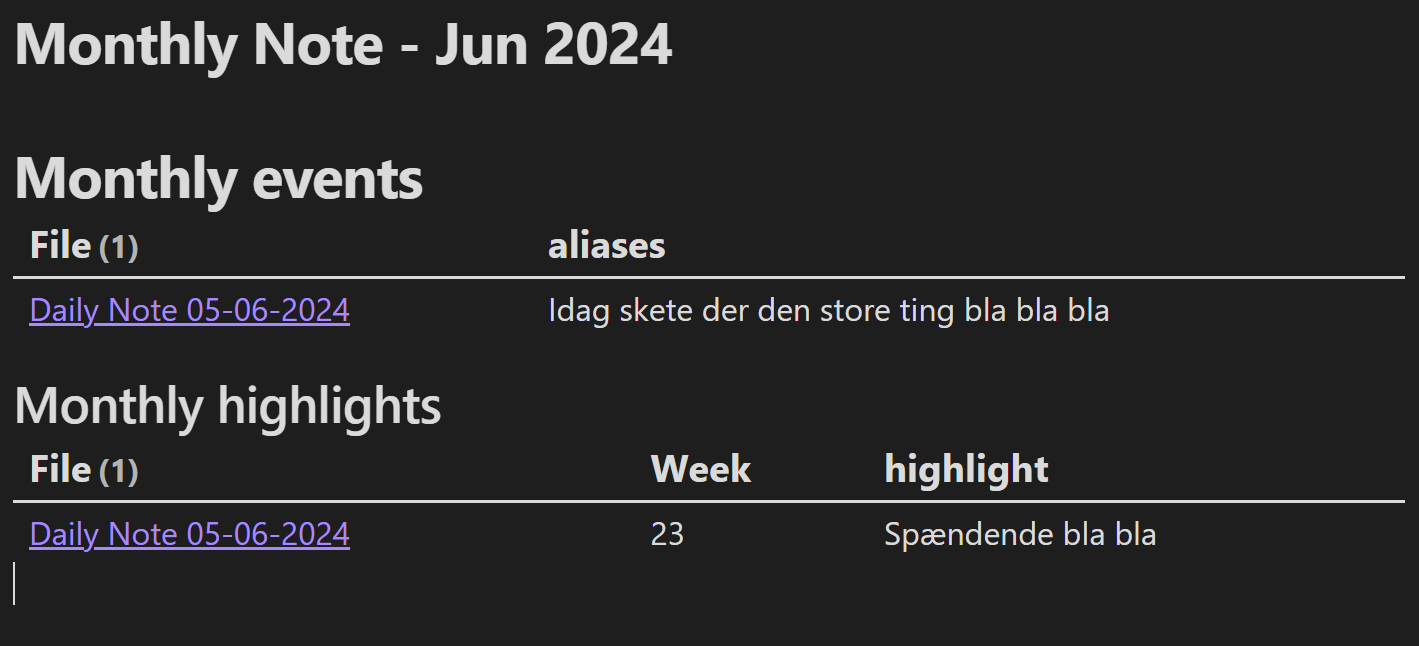 Monthly Note - Jun 2024
Monthly events
File (1) aliases
Daily Note 05-06-2024 Idag skete der den store ting bla bla bla
Monthly highlights
File (1) Week highlight
Daily Note 05-06-2024 23 Spændende bla bla